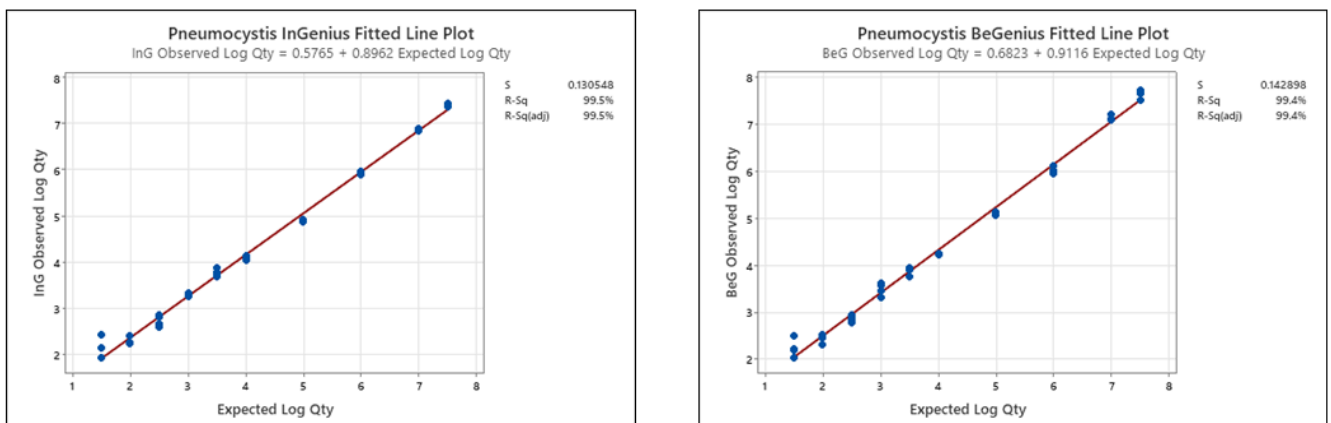 Pneumocystis InGenius Fitted Line Plot
InG Observed Log Qty = 0.5765 + 0.8962 Expected Log Qty
S 0.130548
R-Sq 99.5%
R-Sq(adj) 99.5%
InG Observed Log Qty
8
7
6
5
4
3
2
1 2 3 4 5 6 7 8
Expected Log Qty
Pneumocystis BeGenius Fitted Line Plot
BeG Observed Log Qty = 0.6823 + 0.9116 Expected Log Qty
S 0.142898
R-Sq 99.4%
R-Sq(adj) 99.4%
BeG Observed Log Qty
8
7
6
5
4
3
2
1 2 3 4 5 6 7 8
Expected Log Qty